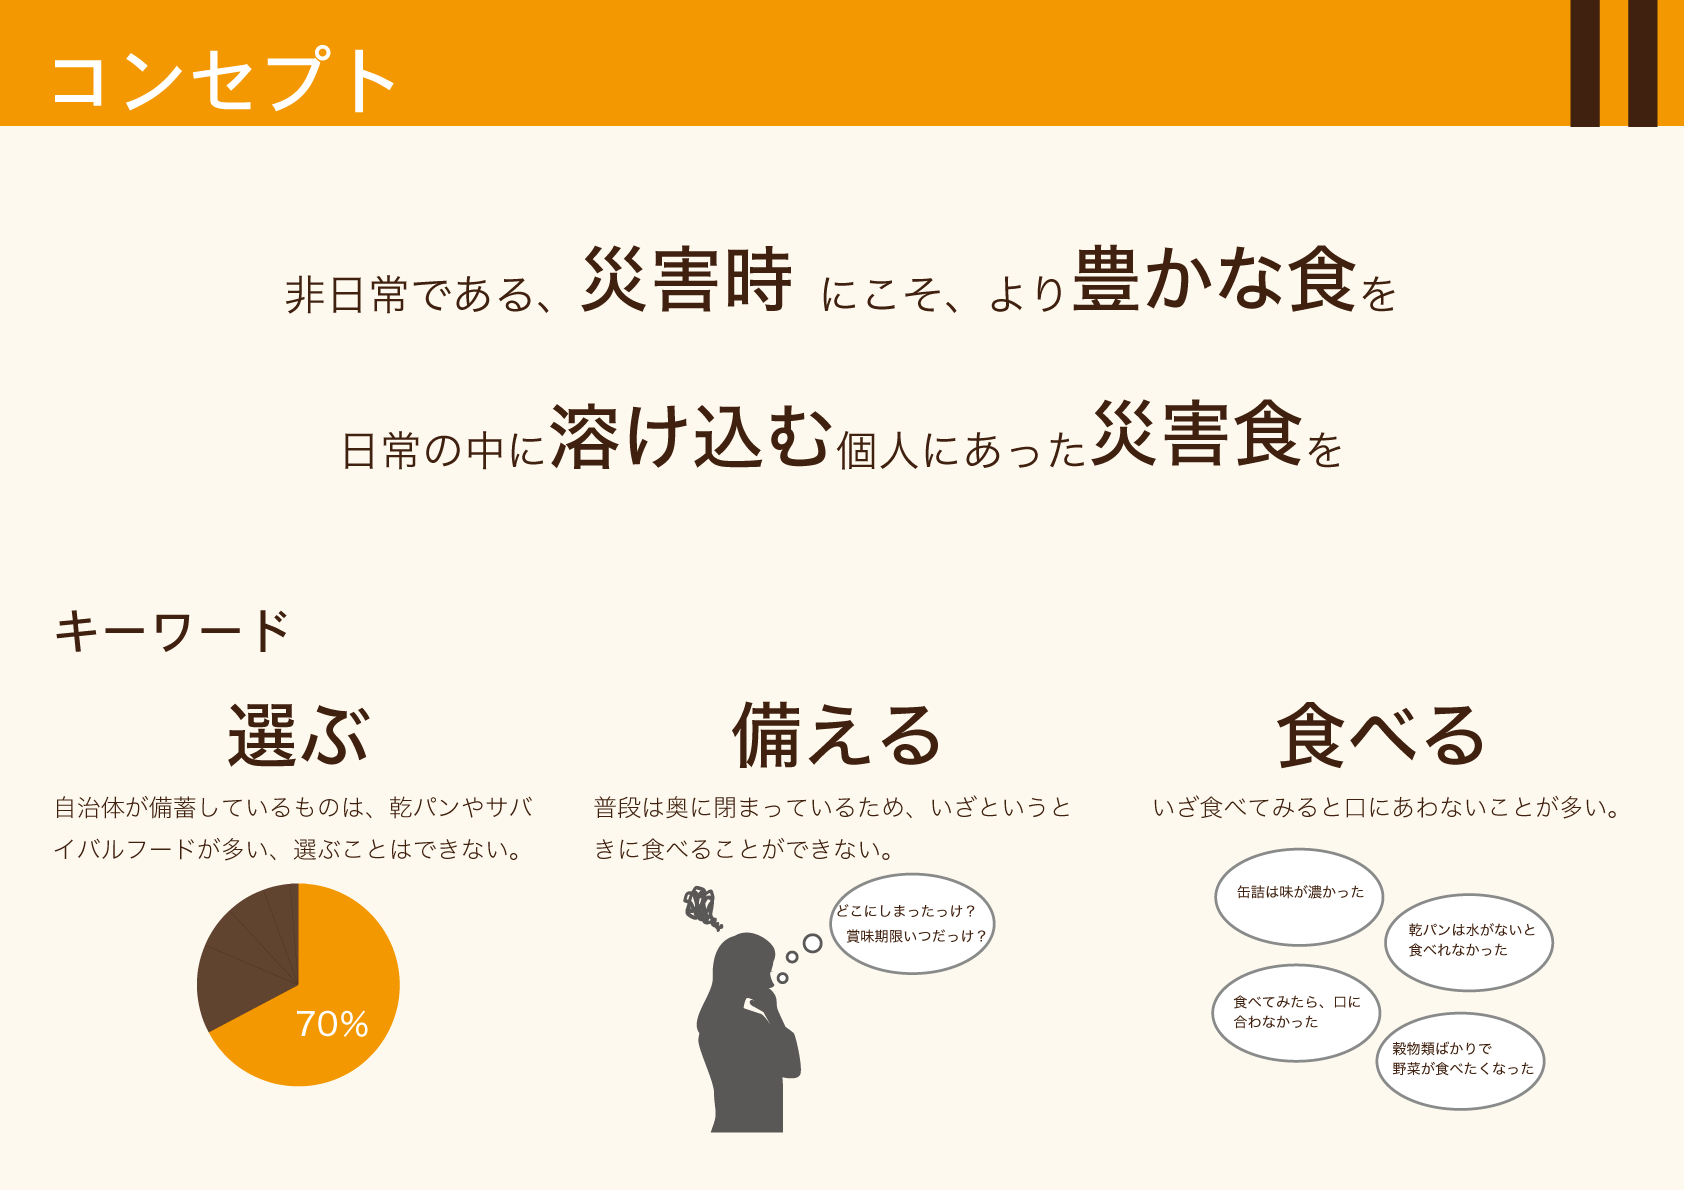 コンセプト
非日常である、災害時 にこそ、より豊かな食を
日常の中に溶け込む個人にあった災害食を
キーワード
選ぶ
自治体が備蓄しているものは、乾パンやサバ
イバルフードが多い、選ぶことはできない。
70%
備える
普段は奥に閉まっているため、いざというと
きに食べることができない。
どこにしまったっけ？
賞味期限いつだっけ？
食べる
いざ食べてみると口にあわないことが多い。
缶詰は味が濃かった
乾パンは水がないと
食べれなかった
食べてみたら、口に
合わなかった
穀物類ばかりで
野菜が食べたくなった